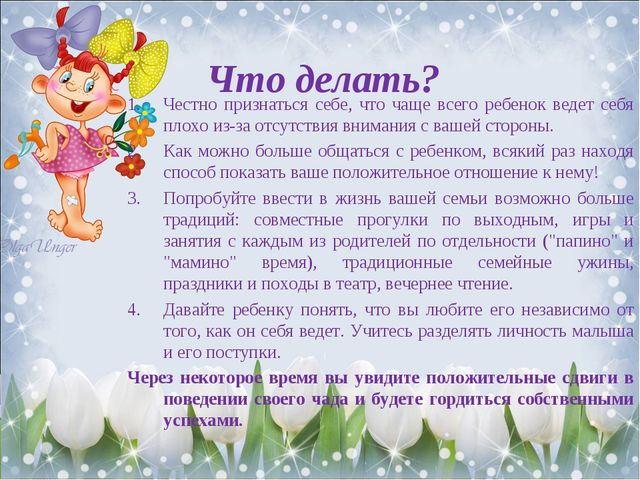 Что делать?
1. Честно признаться себе, что чаще всего ребенок ведет себя
плохо из-за отсутствия внимания с вашей стороны.
Как можно больше общаться с ребенком, всякий раз находя
способ показать ваше положительное отношение к нему!
3. Попробуйте ввести в жизнь вашей семьи возможно больше
традиций: совместные прогулки по выходным, игры и
занятия с каждым из родителей по отдельности ("папино" и
"мамино" время), традиционные семейные ужины,
праздники и походы в театр, вечернее чтение.
Olga Unger
4. Давайте ребенку понять, что вы любите его независимо от
того, как он себя ведет. Учитесь разделять личность малыша
и его поступки.
Через некоторое время вы увидите положительные сдвиги в
поведении своего чада и будете гордиться собственными
успехами.